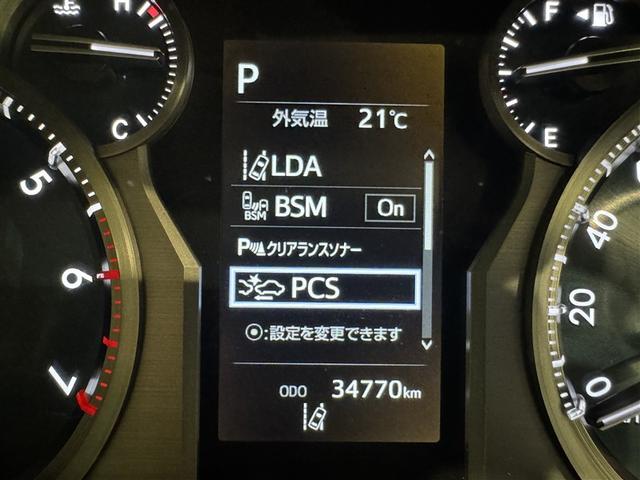 H
C
F
E
P
外気温 21℃
LDA
BSM BSM On
P クリアランスソナー
PCS
:設定を変更できます
ODO 34770km
5
6
7
40
20
0